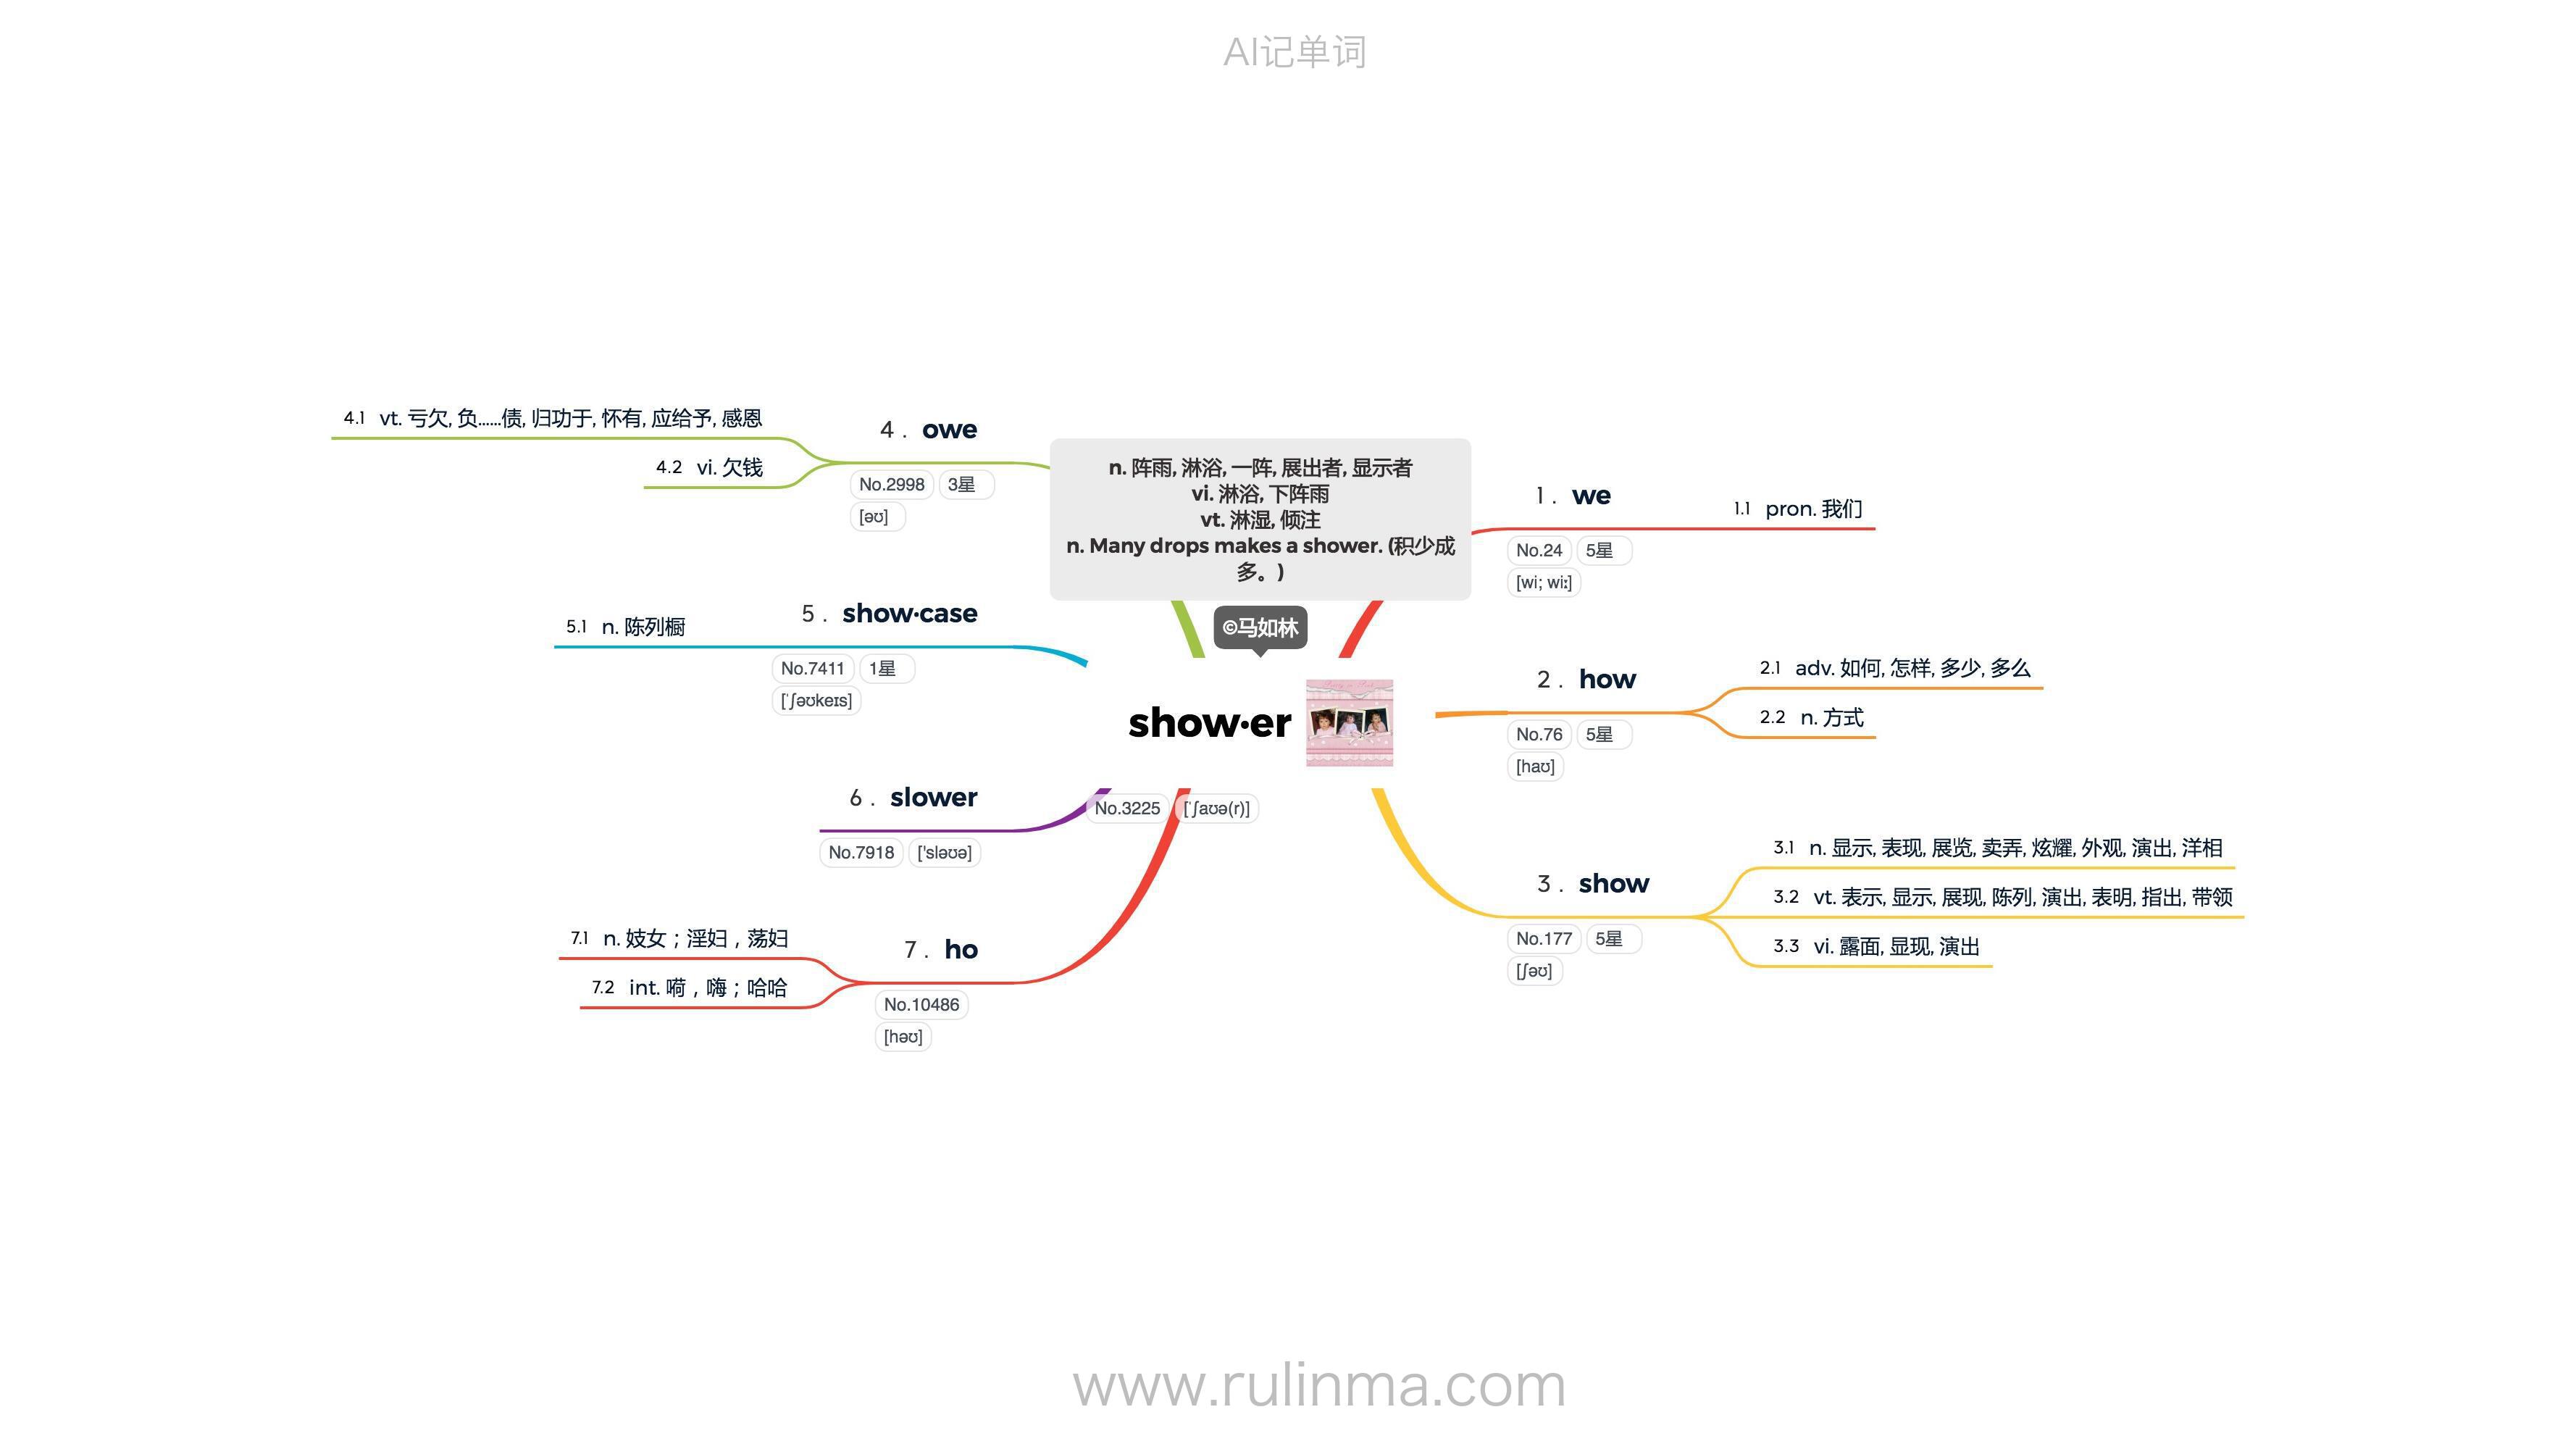 AI记单词
n. 阵雨, 淋浴, 一阵, 展出者, 显示者
vi. 淋浴, 下阵雨
vt. 淋湿, 倾注
n. Many drops makes a shower. (积少成
多。)
©马如林
show·er
No.3225 [ˈʃaʊə(r)]
1. we
No.24 5星
[wi; wiː]
1.1 pron. 我们
2. how
No.76 5星
[haʊ]
2.1 adv. 如何, 怎样, 多少, 多么
2.2 n. 方式
3. show
No.177 5星
[ʃəʊ]
3.1 n. 显示, 表现, 展览, 卖弄, 炫耀, 外观, 演出, 洋相
3.2 vt. 表示, 显示, 展现, 陈列, 演出, 表明, 指出, 带领
3.3 vi. 露面, 显现, 演出
4. owe
No.2998 3星
[əʊ]
4.1 vt. 亏欠, 负……债, 归功于, 怀有, 应给予, 感恩
4.2 vi. 欠钱
5. show·case
No.7411 1星
[ˈʃəʊkeɪs]
5.1 n. 陈列橱
6. slower
No.7918 ['sləʊə]
7. ho
No.10486
[həʊ]
7.1 n. 妓女；淫妇，荡妇
7.2 int. 嗬，嗨；哈哈
www.rulinma.com